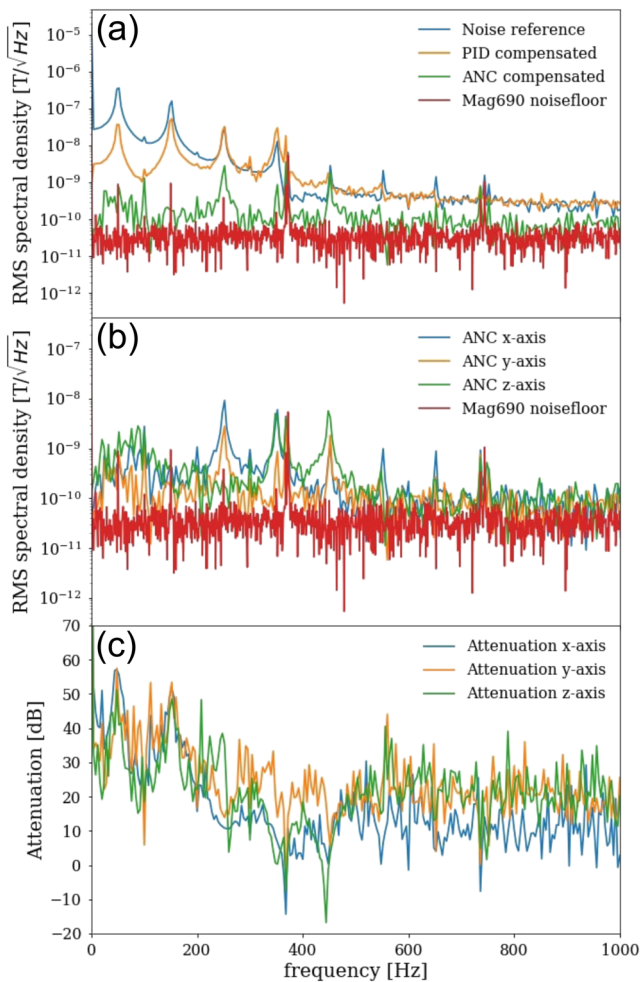 (a)
Noise reference
PID compensated
ANC compensated
Mag690 noisefloor
RMS spectral density [T/√Hz]
10⁻⁵
10⁻⁶
10⁻⁷
10⁻⁸
10⁻⁹
10⁻¹⁰
10⁻¹¹
10⁻¹²
(b)
ANC x-axis
ANC y-axis
ANC z-axis
Mag690 noisefloor
RMS spectral density [T/√Hz]
10⁻⁷
10⁻⁸
10⁻⁹
10⁻¹⁰
10⁻¹¹
10⁻¹²
(c)
Attenuation x-axis
Attenuation y-axis
Attenuation z-axis
Attenuation [dB]
70
60
50
40
30
20
10
0
−10
−20
0 200 400 600 800 1000
frequency [Hz]